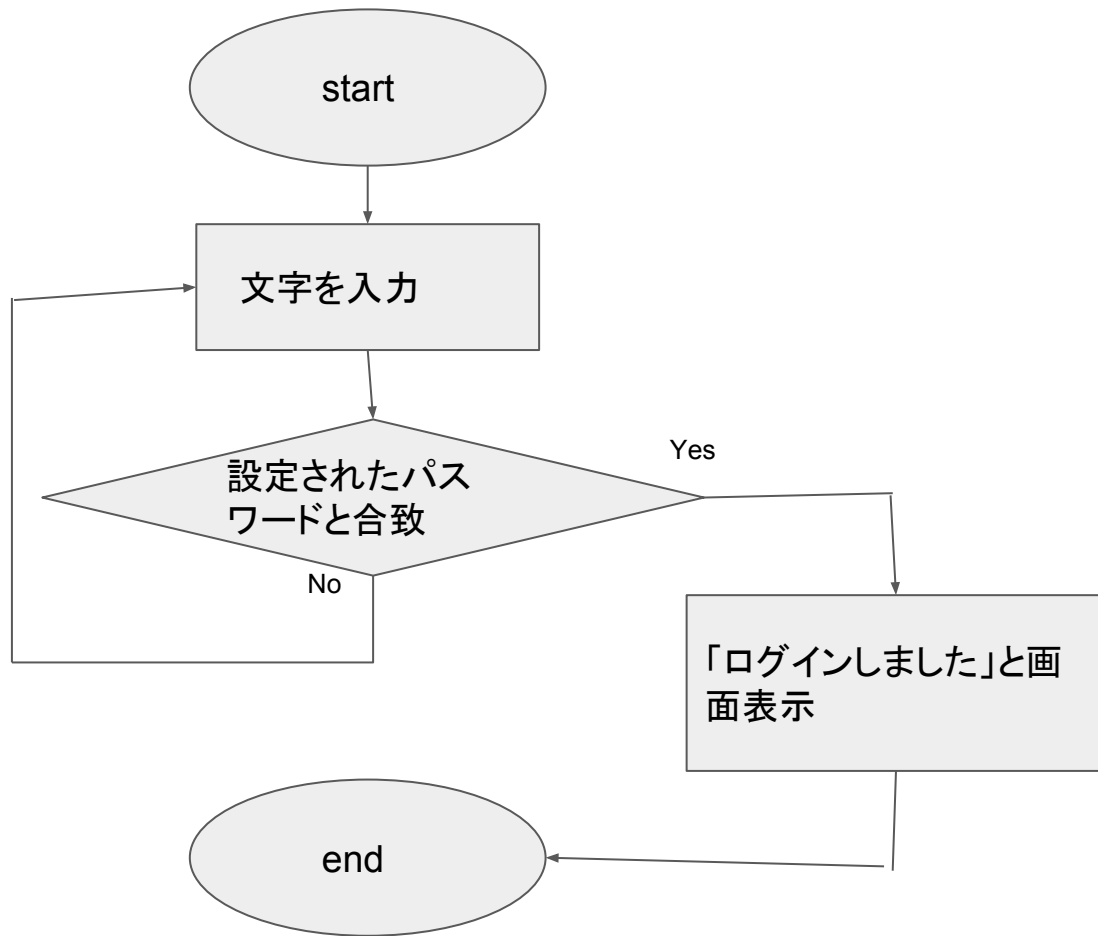 start
文字を入力
Yes
設定されたパス
ワードと合致
No
「ログインしました」と画
面表示
end